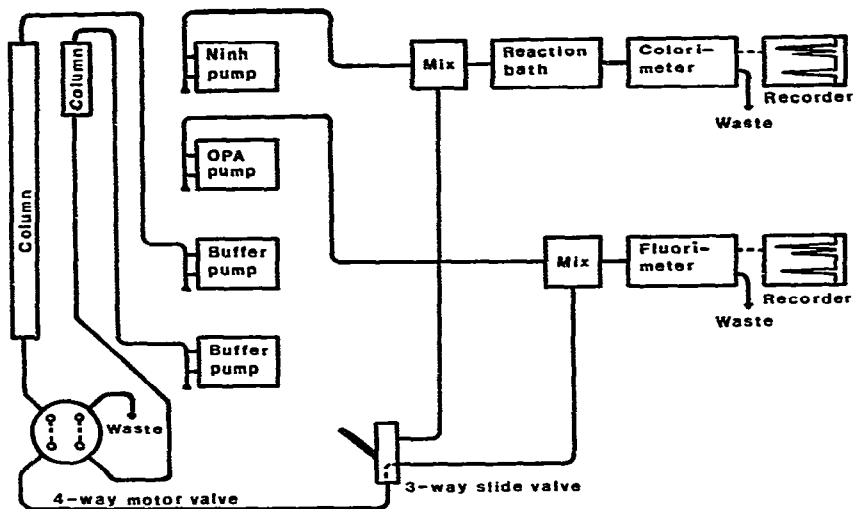 Ninh
pump
Mix
Reaction
bath
Colori-
meter
Recorder
Waste
Column
OPA
pump
Column
Buffer
pump
Mix
Fluori-
meter
Recorder
Waste
Buffer
pump
Waste
4-way motor valve
3-way slide valve